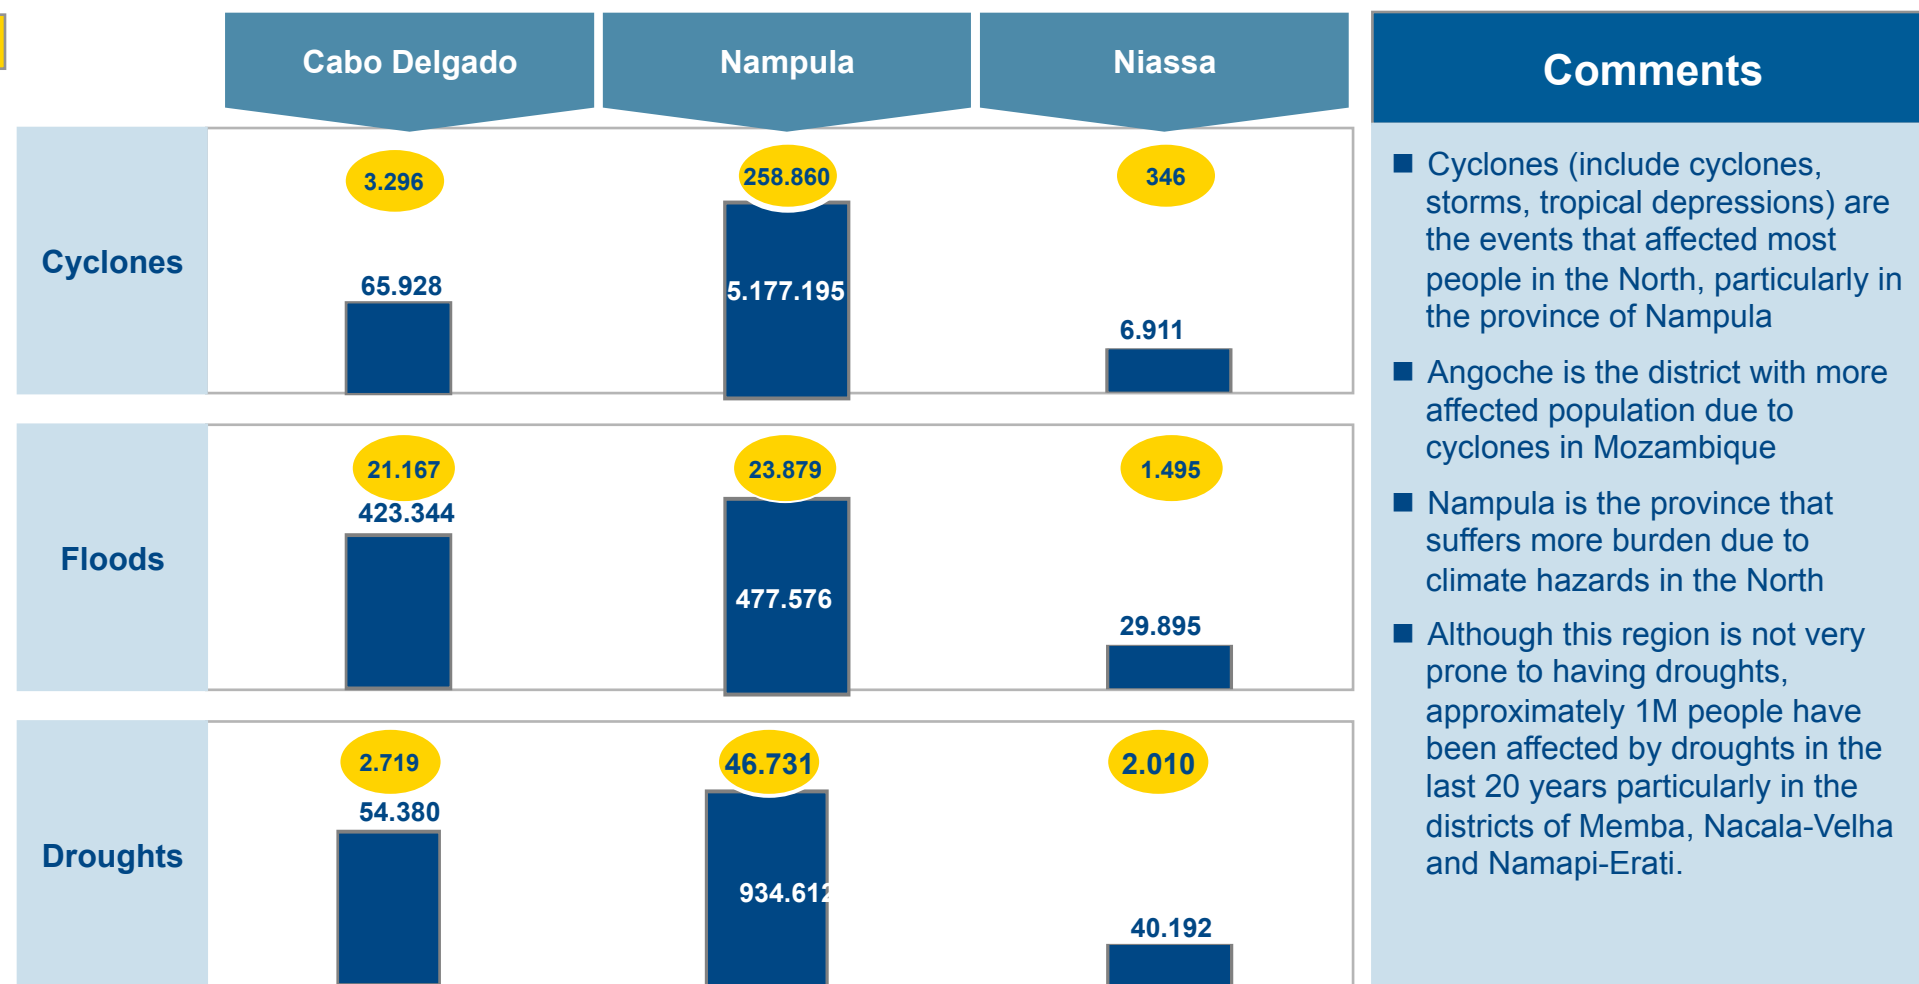 Cabo Delgado
Nampula
Niassa
Comments
Cyclones
3.296
258.860
346
65.928
5.177.195
6.911
Floods
21.167
23.879
1.495
423.344
477.576
29.895
Droughts
2.719
46.731
2.010
54.380
934.612
40.192
■ Cyclones (include cyclones,
storms, tropical depressions) are
the events that affected most
people in the North, particularly in
the province of Nampula
■ Angoche is the district with more
affected population due to
cyclones in Mozambique
■ Nampula is the province that
suffers more burden due to
climate hazards in the North
■ Although this region is not very
prone to having droughts,
approximately 1M people have
been affected by droughts in the
last 20 years particularly in the
districts of Memba, Nacala-Velha
and Namapi-Erati.